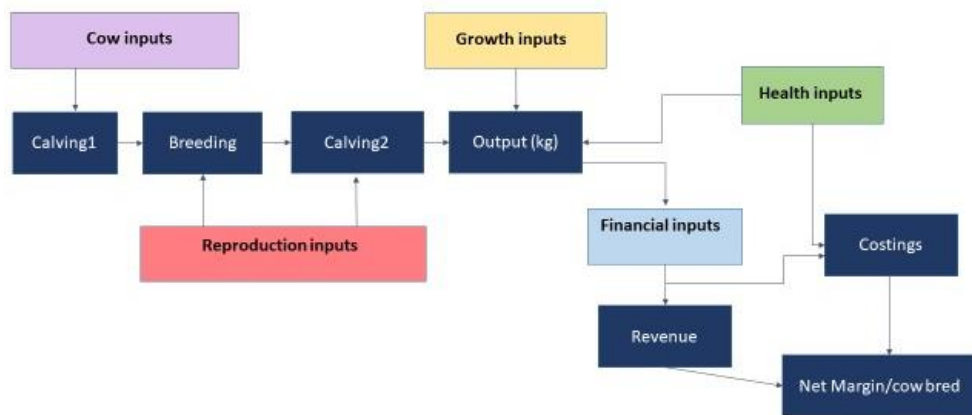 Cow inputs
Growth inputs
Health inputs
Calving1
Breeding
Calving2
Output (kg)
Reproduction inputs
Financial inputs
Costings
Revenue
Net Margin/cow bred